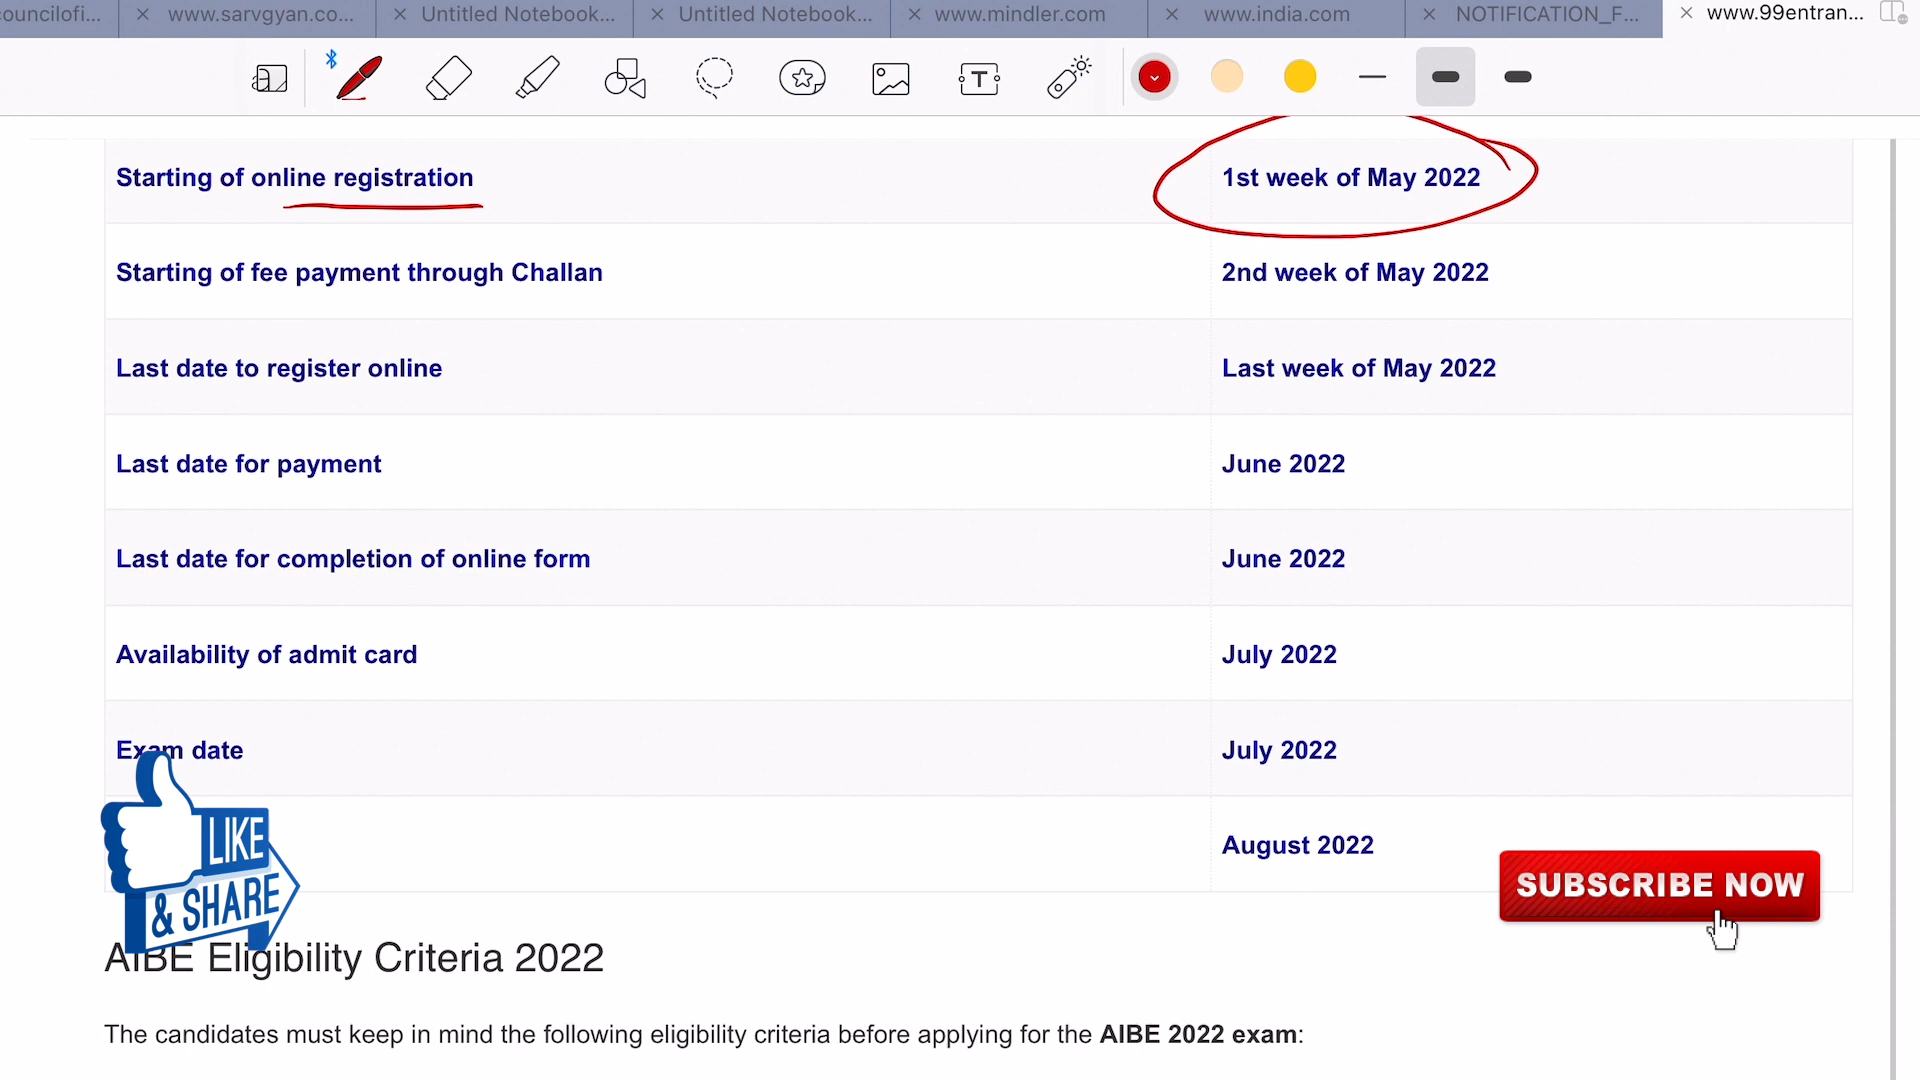 ouncilofi...
www.sarvgyan.co...
Untitled Notebook...
Untitled Notebook...
www.mindler.com
www.india.com
NOTIFICATION_F...
www.99entran...
Starting of online registration 1st week of May 2022
Starting of fee payment through Challan 2nd week of May 2022
Last date to register online Last week of May 2022
Last date for payment June 2022
Last date for completion of online form June 2022
Availability of admit card July 2022
Exam date July 2022
August 2022
LIKE
& SHARE
SUBSCRIBE NOW
AIBE Eligibility Criteria 2022
The candidates must keep in mind the following eligibility criteria before applying for the AIBE 2022 exam: